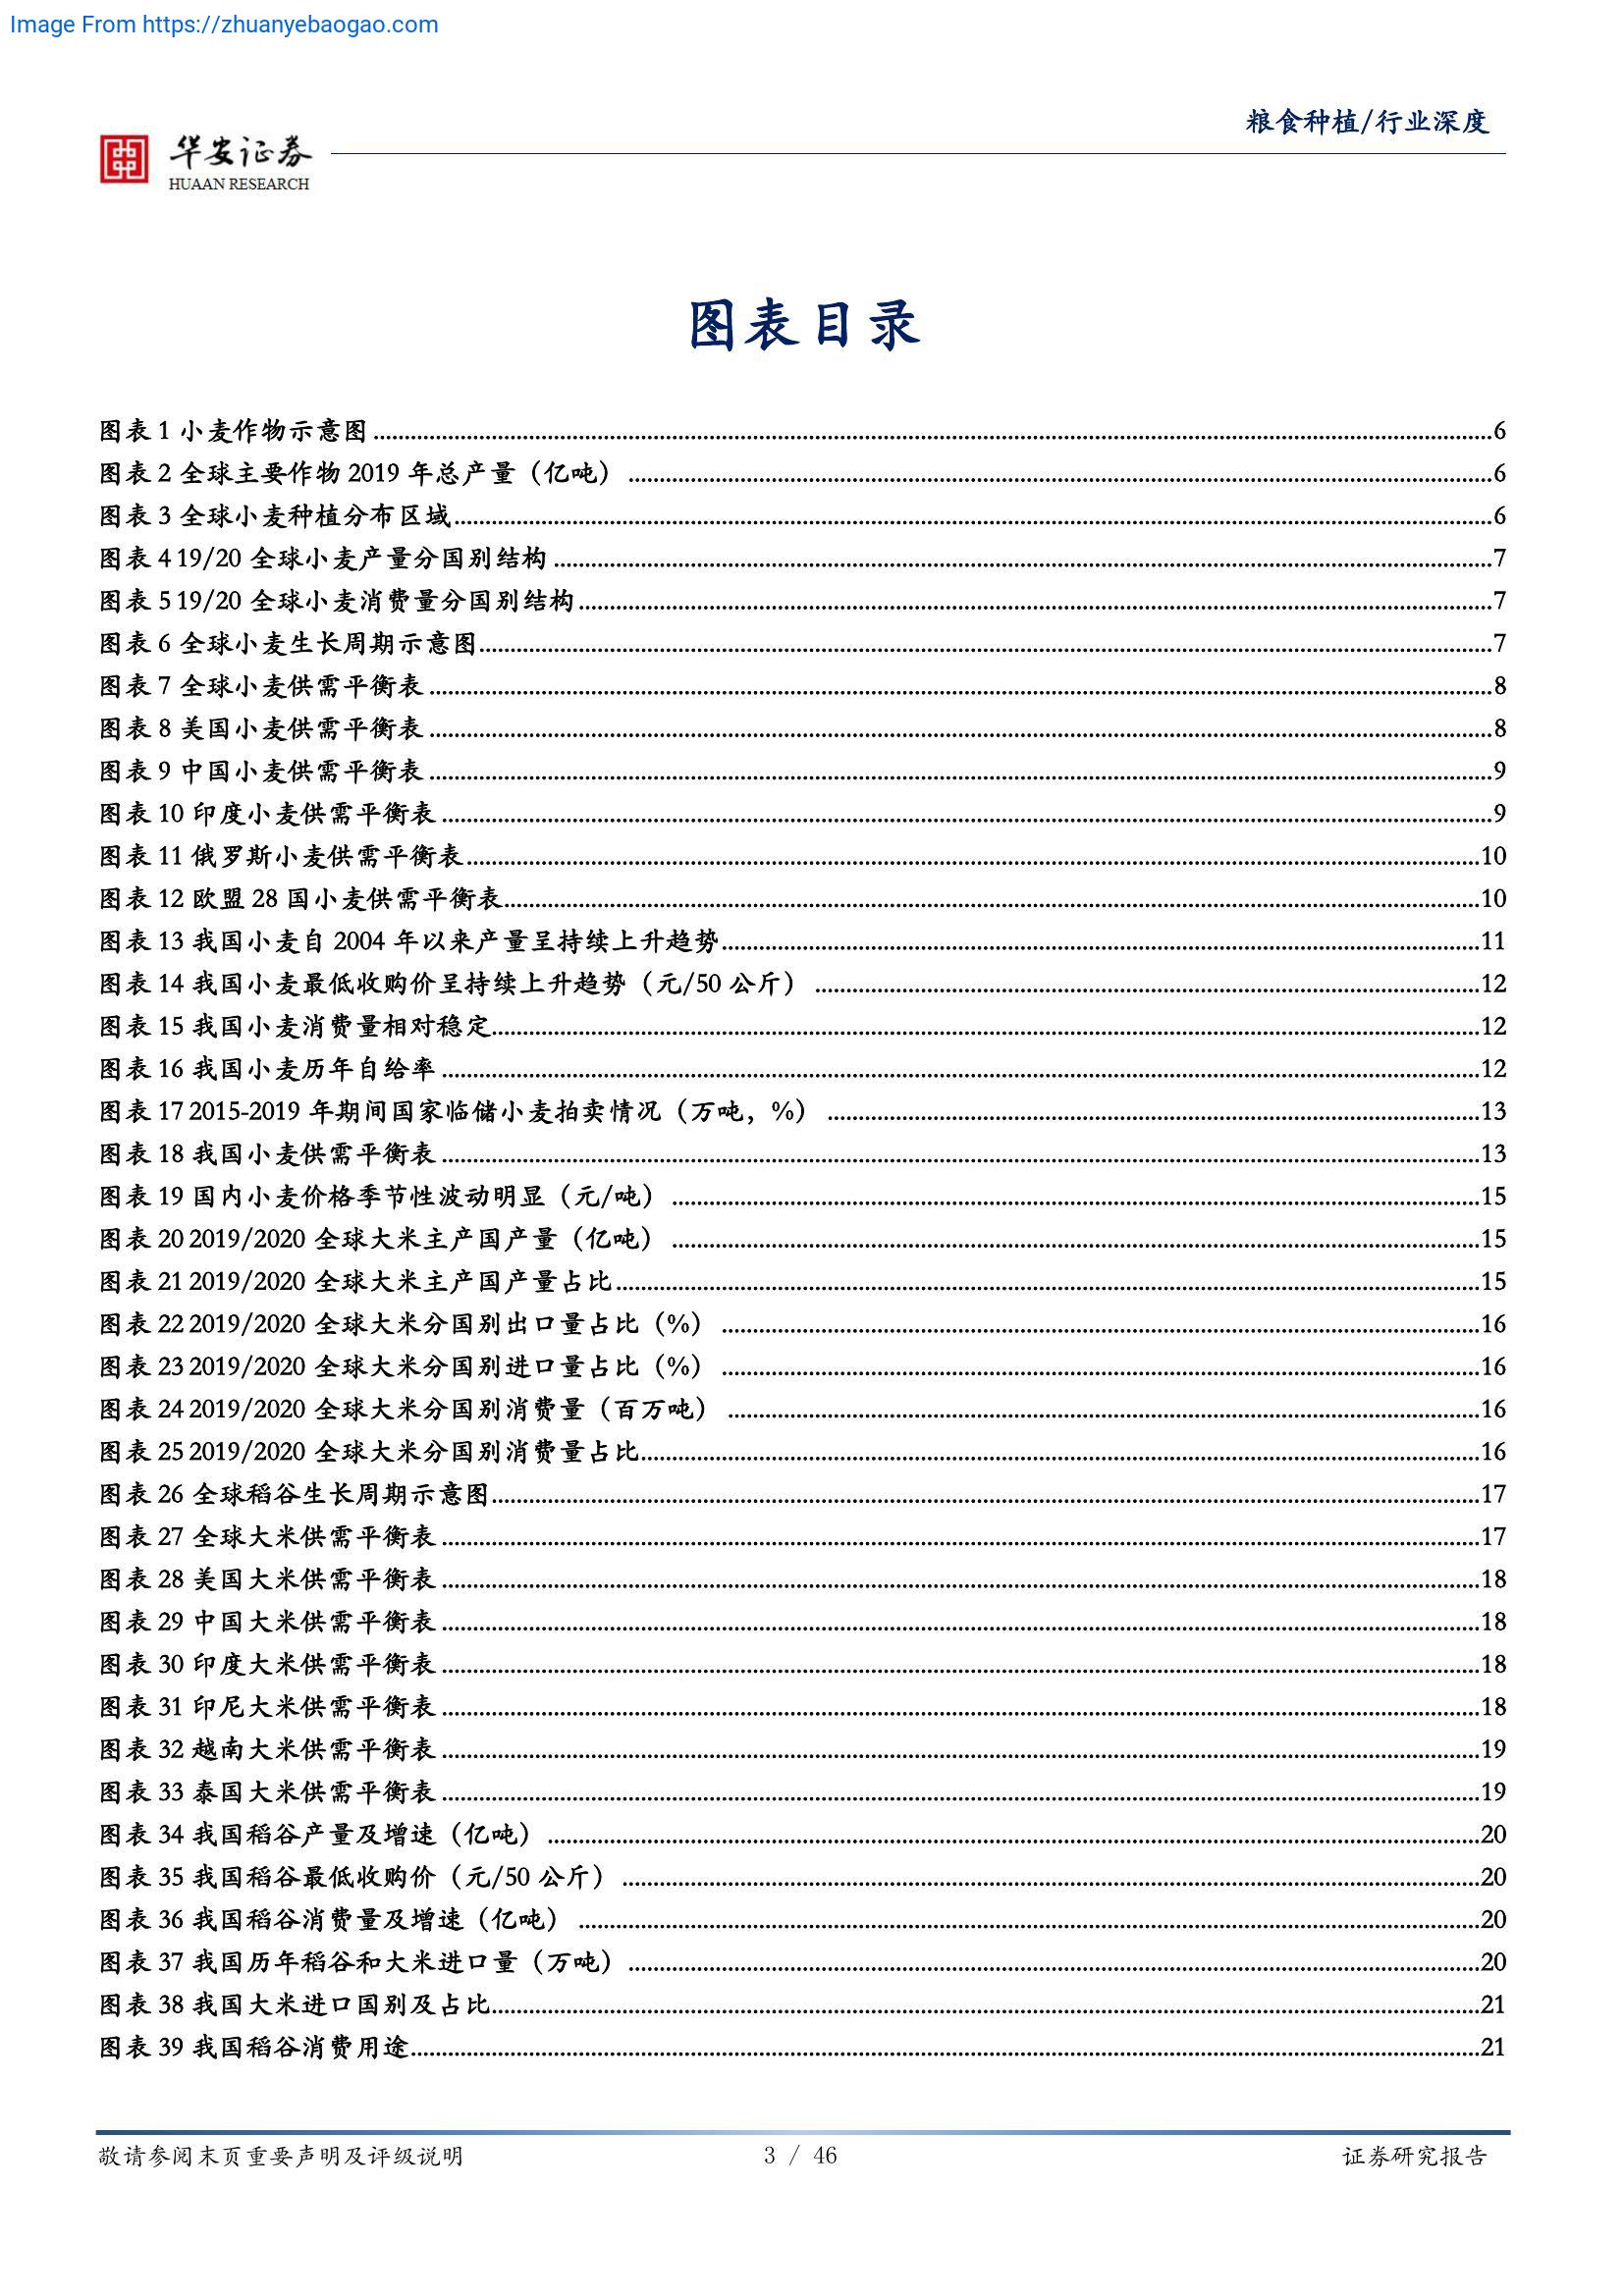 Image From https://zhuanyebaogao.com
粮食种植/行业深度
华安证券
HUAAN RESEARCH
图表目录
图表 1 小麦作物示意图 6
图表 2 全球主要作物 2019 年总产量（亿吨） 6
图表 3 全球小麦种植分布区域 6
图表 4 19/20 全球小麦产量分国别结构 7
图表 5 19/20 全球小麦消费量分国别结构 7
图表 6 全球小麦生长周期示意图 7
图表 7 全球小麦供需平衡表 8
图表 8 美国小麦供需平衡表 8
图表 9 中国小麦供需平衡表 9
图表 10 印度小麦供需平衡表 9
图表 11 俄罗斯小麦供需平衡表 10
图表 12 欧盟 28 国小麦供需平衡表 10
图表 13 我国小麦自 2004 年以来产量呈持续上升趋势 11
图表 14 我国小麦最低收购价呈持续上升趋势（元/50 公斤） 12
图表 15 我国小麦消费量相对稳定 12
图表 16 我国小麦历年自给率 12
图表 17 2015-2019 年期间国家临储小麦拍卖情况（万吨，%） 13
图表 18 我国小麦供需平衡表 13
图表 19 国内小麦价格季节性波动明显（元/吨） 15
图表 20 2019/2020 全球大米主产国产量（亿吨） 15
图表 21 2019/2020 全球大米主产国产量占比 15
图表 22 2019/2020 全球大米分国别出口量占比（%） 16
图表 23 2019/2020 全球大米分国别进口量占比（%） 16
图表 24 2019/2020 全球大米分国别消费量（百万吨） 16
图表 25 2019/2020 全球大米分国别消费量占比 16
图表 26 全球稻谷生长周期示意图 17
图表 27 全球大米供需平衡表 17
图表 28 美国大米供需平衡表 18
图表 29 中国大米供需平衡表 18
图表 30 印度大米供需平衡表 18
图表 31 印尼大米供需平衡表 18
图表 32 越南大米供需平衡表 19
图表 33 泰国大米供需平衡表 19
图表 34 我国稻谷产量及增速（亿吨） 20
图表 35 我国稻谷最低收购价（元/50 公斤） 20
图表 36 我国稻谷消费量及增速（亿吨） 20
图表 37 我国历年稻谷和大米进口量（万吨） 20
图表 38 我国大米进口国别及占比 21
图表 39 我国稻谷消费用途 21
敬请参阅末页重要声明及评级说明 3 / 46 证券研究报告